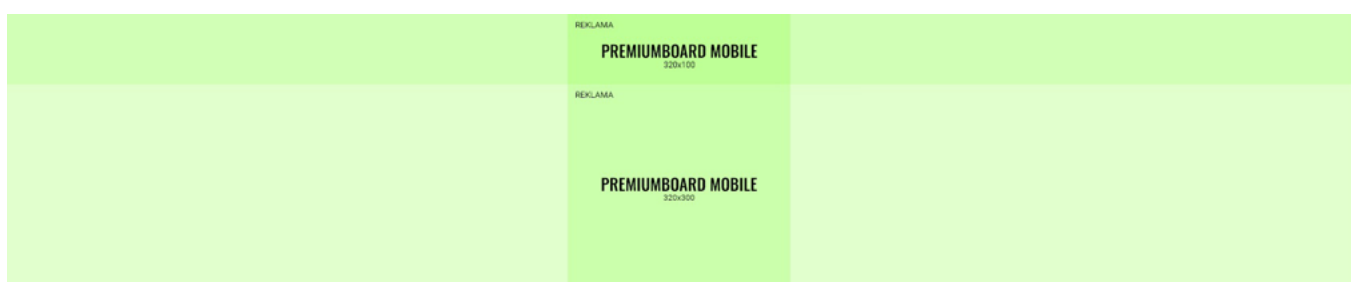 REKLAMA
PREMIUMBOARD MOBILE
320x100
REKLAMA
PREMIUMBOARD MOBILE
320x300